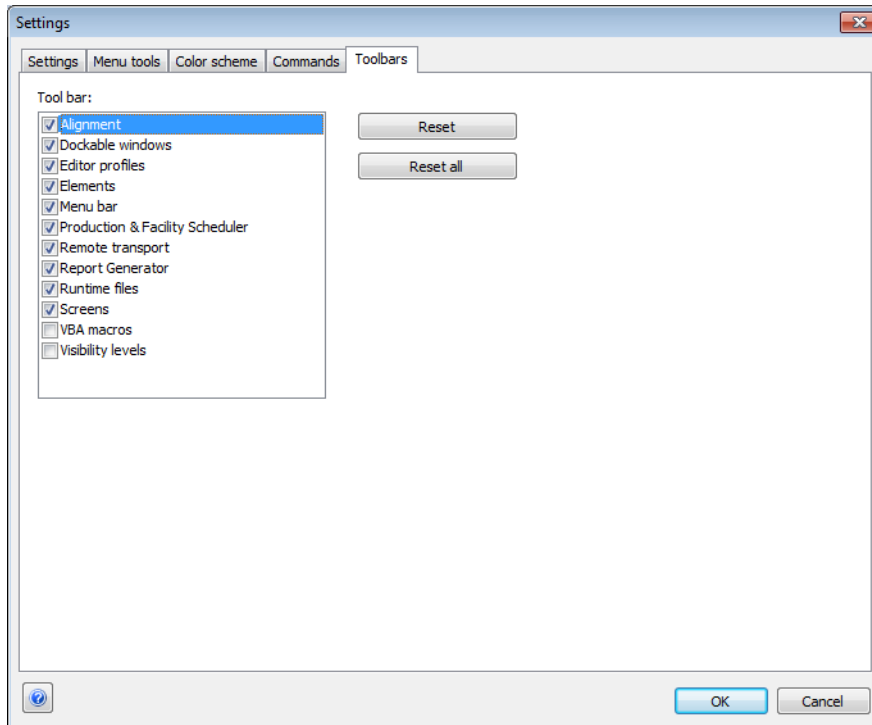 Settings
Settings Menu tools Color scheme Commands Toolbars
Tool bar:
Alignment
Dockable windows
Editor profiles
Elements
Menu bar
Production & Facility Scheduler
Remote transport
Report Generator
Runtime files
Screens
VBA macros
Visibility levels
Reset
Reset all
?
OK Cancel